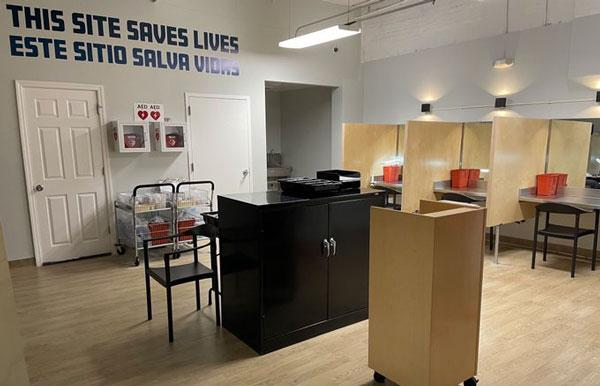 THIS SITE SAVES LIVES
ESTE SITIO SALVA VIDAS
AED AED